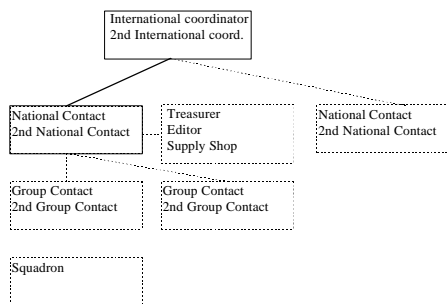 International coordinator
2nd International coord.
National Contact
2nd National Contact
Treasurer
Editor
Supply Shop
National Contact
2nd National Contact
Group Contact
2nd Group Contact
Group Contact
2nd Group Contact
Squadron